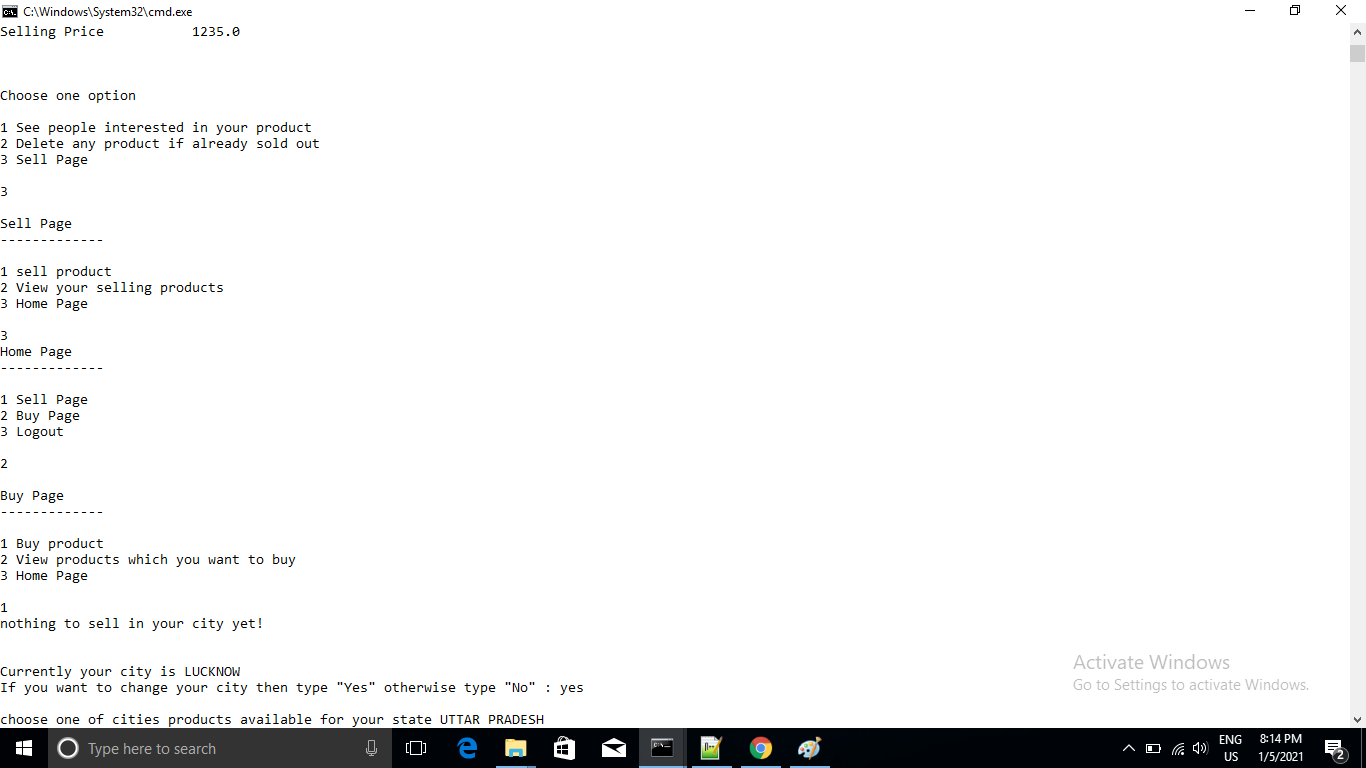 C:\Windows\System32\cmd.exe
Selling Price 1235.0
Choose one option
1 See people interested in your product
2 Delete any product if already sold out
3 Sell Page
3
Sell Page
-------------
1 sell product
2 View your selling products
3 Home Page
3
Home Page
-------------
1 Sell Page
2 Buy Page
3 Logout
2
Buy Page
-------------
1 Buy product
2 View products which you want to buy
3 Home Page
1
nothing to sell in your city yet!
Currently your city is LUCKNOW
If you want to change your city then type "Yes" otherwise type "No" : yes
choose one of cities products available for your state UTTAR PRADESH
Activate Windows
Go to Settings to activate Windows.
Type here to search
ENG
US
8:14 PM
1/5/2021
2